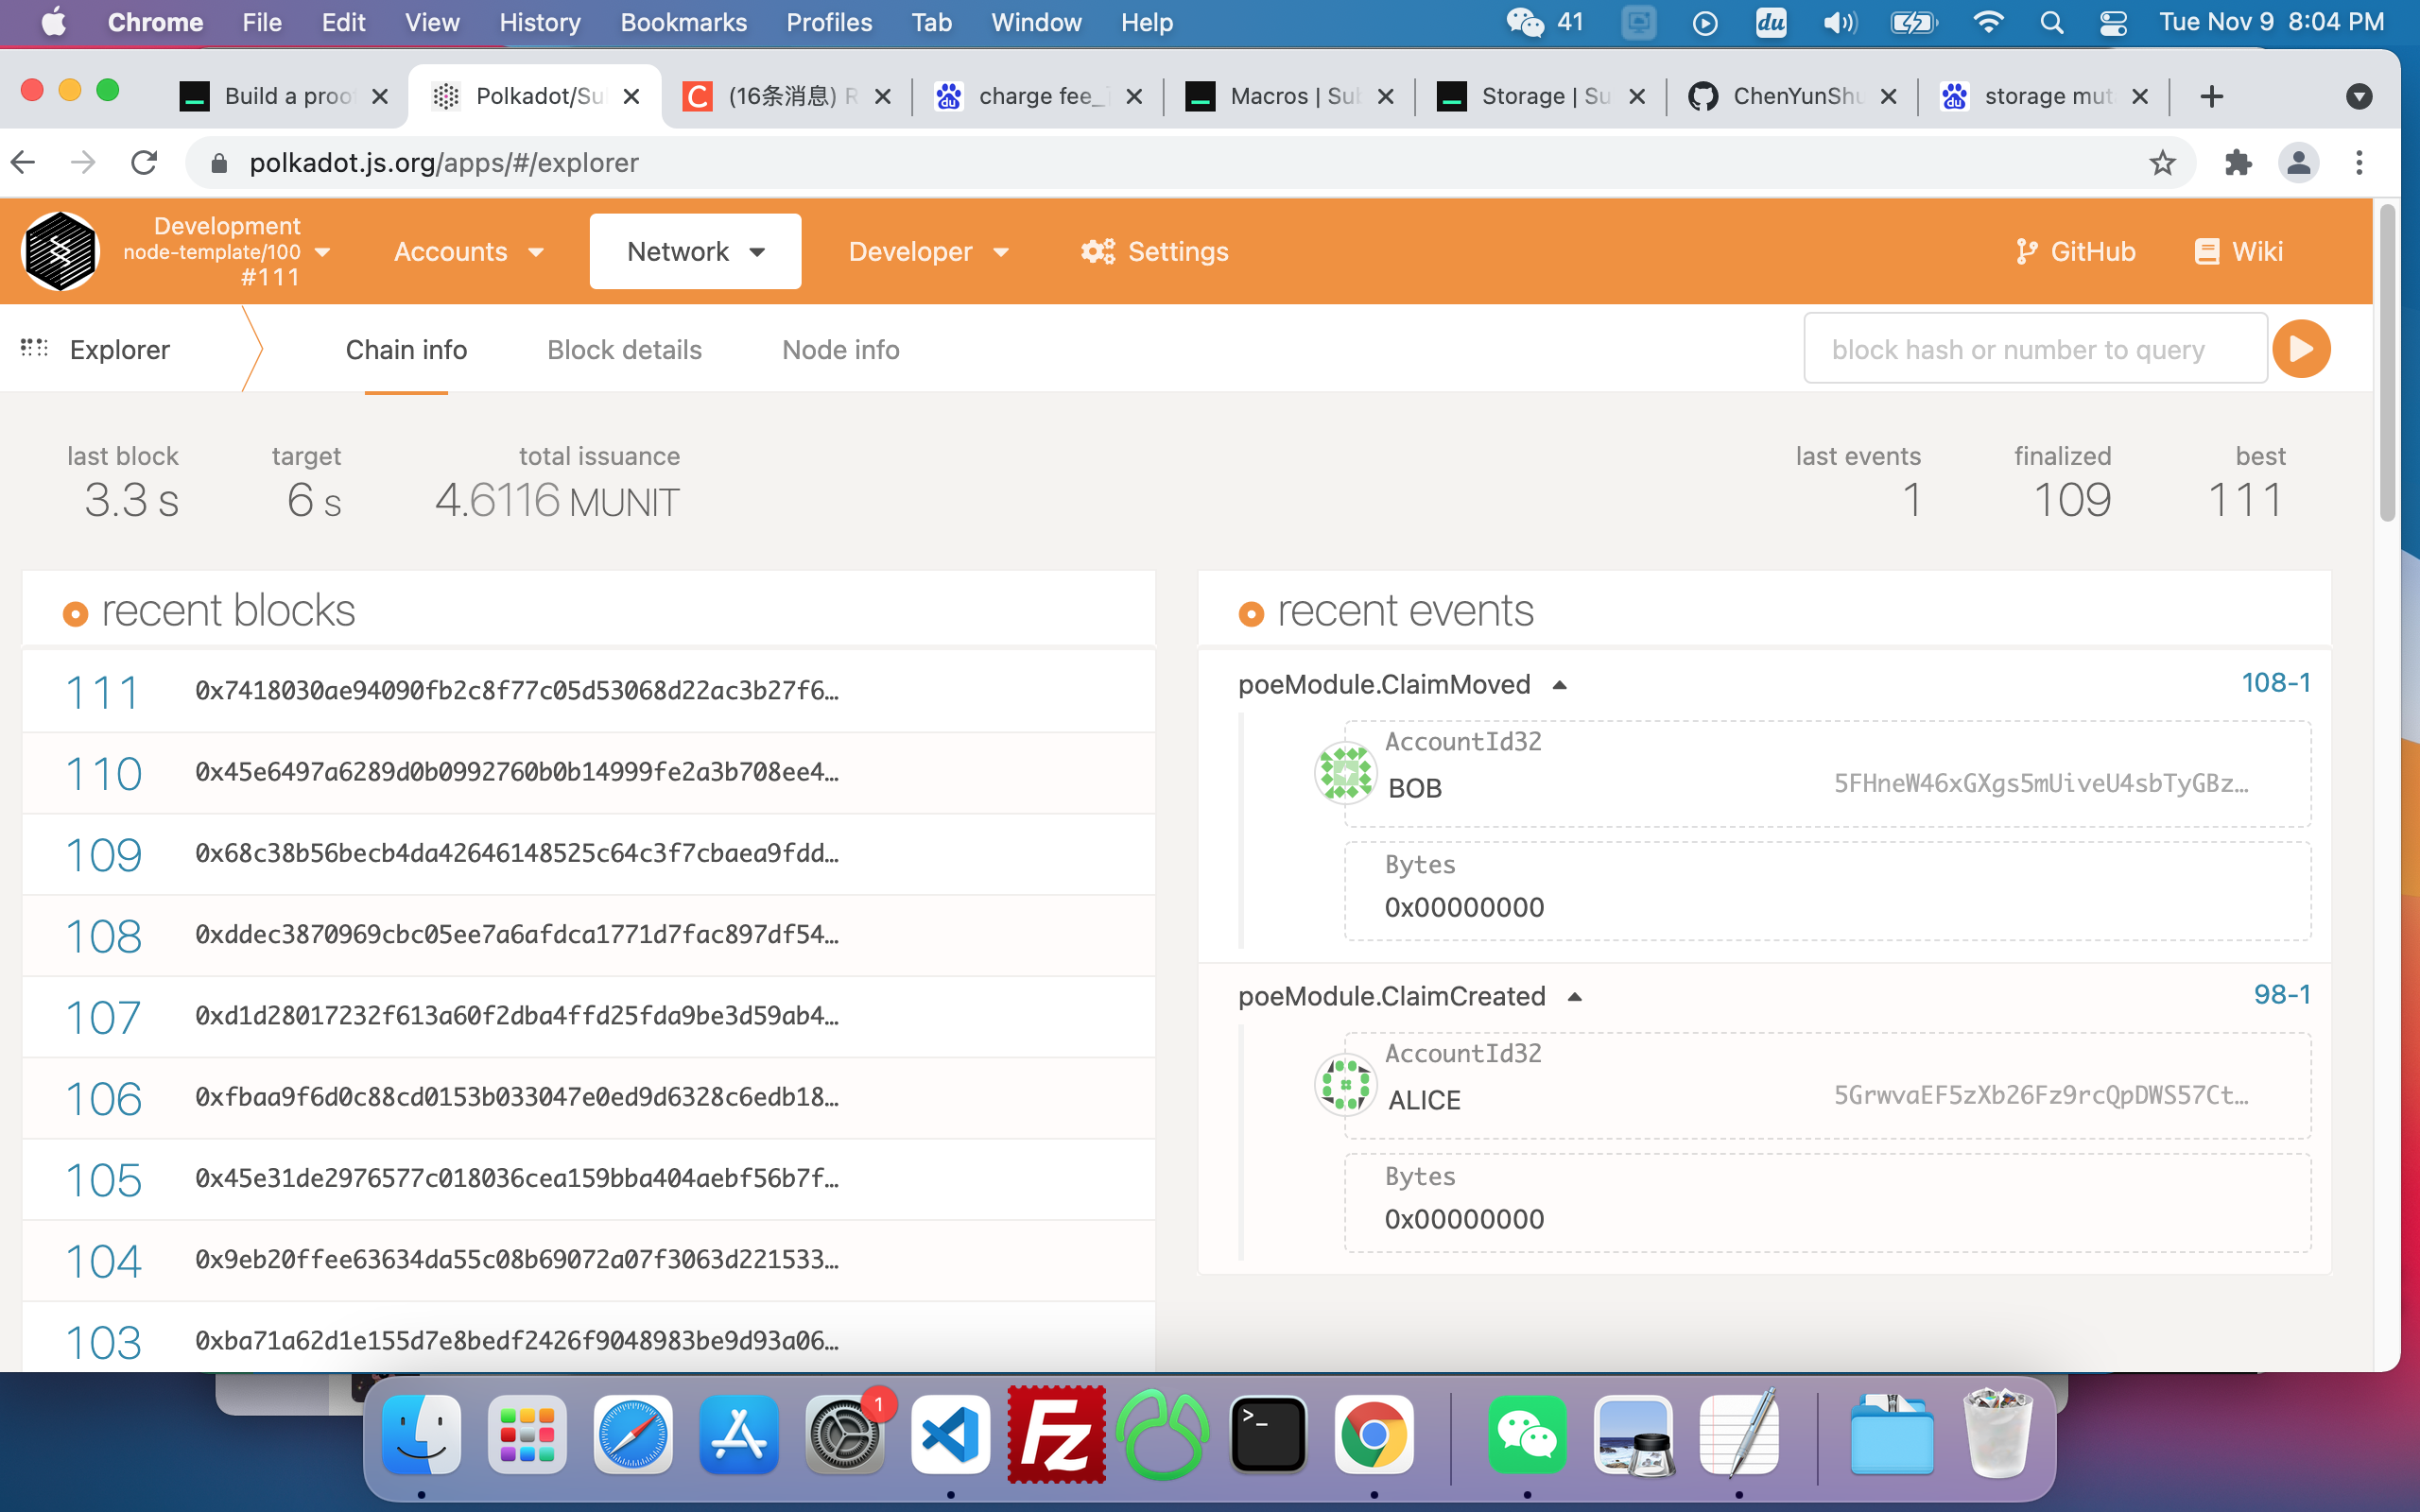 Chrome File Edit View History Bookmarks Profiles Tab Window Help 41 du Tue Nov 9 8:04 PM
Build a proo Polkadot/Su (16条消息) R charge fee_ Macros | Sub Storage | Su ChenYunShu storage mut
polkadot.js.org/apps/#/explorer
Development
node-template/100
#111
Accounts Network Developer Settings GitHub Wiki
Explorer Chain info Block details Node info block hash or number to query
last block target total issuance last events finalized best
3.3 s 6 s 4.6116 MUNIT 1 109 111
recent blocks
111 0x7418030ae94090fb2c8f77c05d53068d22ac3b27f6…
110 0x45e6497a6289d0b0992760b0b14999fe2a3b708ee4…
109 0x68c38b56becb4da42646148525c64c3f7cbaea9fdd…
108 0xddec3870969cbc05ee7a6afdca1771d7fac897df54…
107 0xd1d28017232f613a60f2dba4ffd25fda9be3d59ab4…
106 0xfbaa9f6d0c88cd0153b033047e0ed9d6328c6edb18…
105 0x45e31de2976577c018036cea159bba404aebf56b7f…
104 0x9eb20ffee63634da55c08b69072a07f3063d221533…
103 0xba71a62d1e155d7e8bedf2426f9048983be9d93a06…
recent events
poeModule.ClaimMoved 108-1
AccountId32
BOB 5FHneW46xGXgs5mUiveU4sbTyGBz…
Bytes
0x00000000
poeModule.ClaimCreated 98-1
AccountId32
ALICE 5GrwvaEF5zXb26Fz9rcQpDWS57Ct…
Bytes
0x00000000
1
Fz
>_